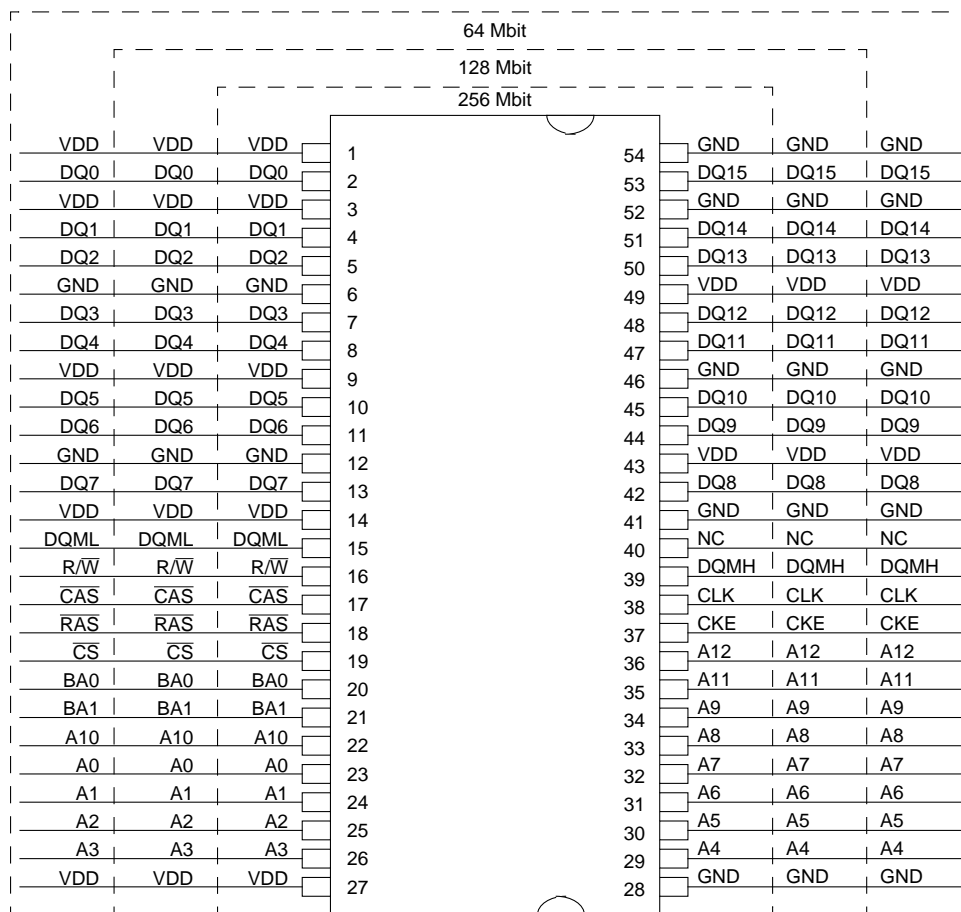 64 Mbit
128 Mbit
256 Mbit
VDD VDD VDD 1 54 GND GND GND
DQ0 DQ0 DQ0 2 53 DQ15 DQ15 DQ15
VDD VDD VDD 3 52 GND GND GND
DQ1 DQ1 DQ1 4 51 DQ14 DQ14 DQ14
DQ2 DQ2 DQ2 5 50 DQ13 DQ13 DQ13
GND GND GND 6 49 VDD VDD VDD
DQ3 DQ3 DQ3 7 48 DQ12 DQ12 DQ12
DQ4 DQ4 DQ4 8 47 DQ11 DQ11 DQ11
VDD VDD VDD 9 46 GND GND GND
DQ5 DQ5 DQ5 10 45 DQ10 DQ10 DQ10
DQ6 DQ6 DQ6 11 44 DQ9 DQ9 DQ9
GND GND GND 12 43 VDD VDD VDD
DQ7 DQ7 DQ7 13 42 DQ8 DQ8 DQ8
VDD VDD VDD 14 41 GND GND GND
DQML DQML DQML 15 40 NC NC NC
R/W̅ R/W̅ R/W̅ 16 39 DQMH DQMH DQMH
C̅A̅S̅ C̅A̅S̅ C̅A̅S̅ 17 38 CLK CLK CLK
R̅A̅S̅ R̅A̅S̅ R̅A̅S̅ 18 37 CKE CKE CKE
C̅S̅ C̅S̅ C̅S̅ 19 36 A12 A12 A12
BA0 BA0 BA0 20 35 A11 A11 A11
BA1 BA1 BA1 21 34 A9 A9 A9
A10 A10 A10 22 33 A8 A8 A8
A0 A0 A0 23 32 A7 A7 A7
A1 A1 A1 24 31 A6 A6 A6
A2 A2 A2 25 30 A5 A5 A5
A3 A3 A3 26 29 A4 A4 A4
VDD VDD VDD 27 28 GND GND GND